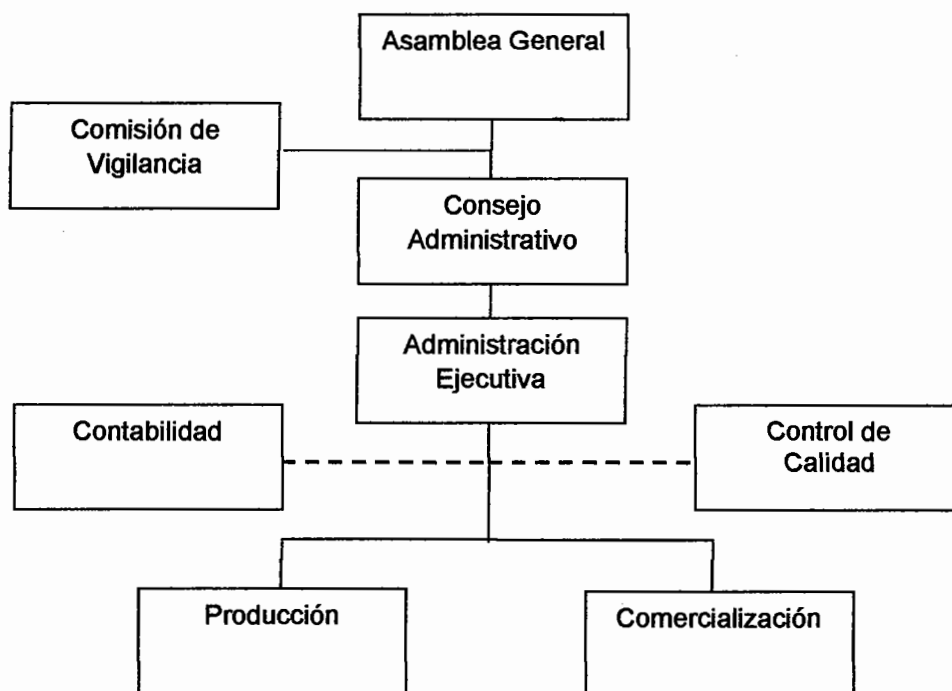 Asamblea General
Comisión de
Vigilancia
Consejo
Administrativo
Administración
Ejecutiva
Contabilidad
Control de
Calidad
Producción
Comercialización